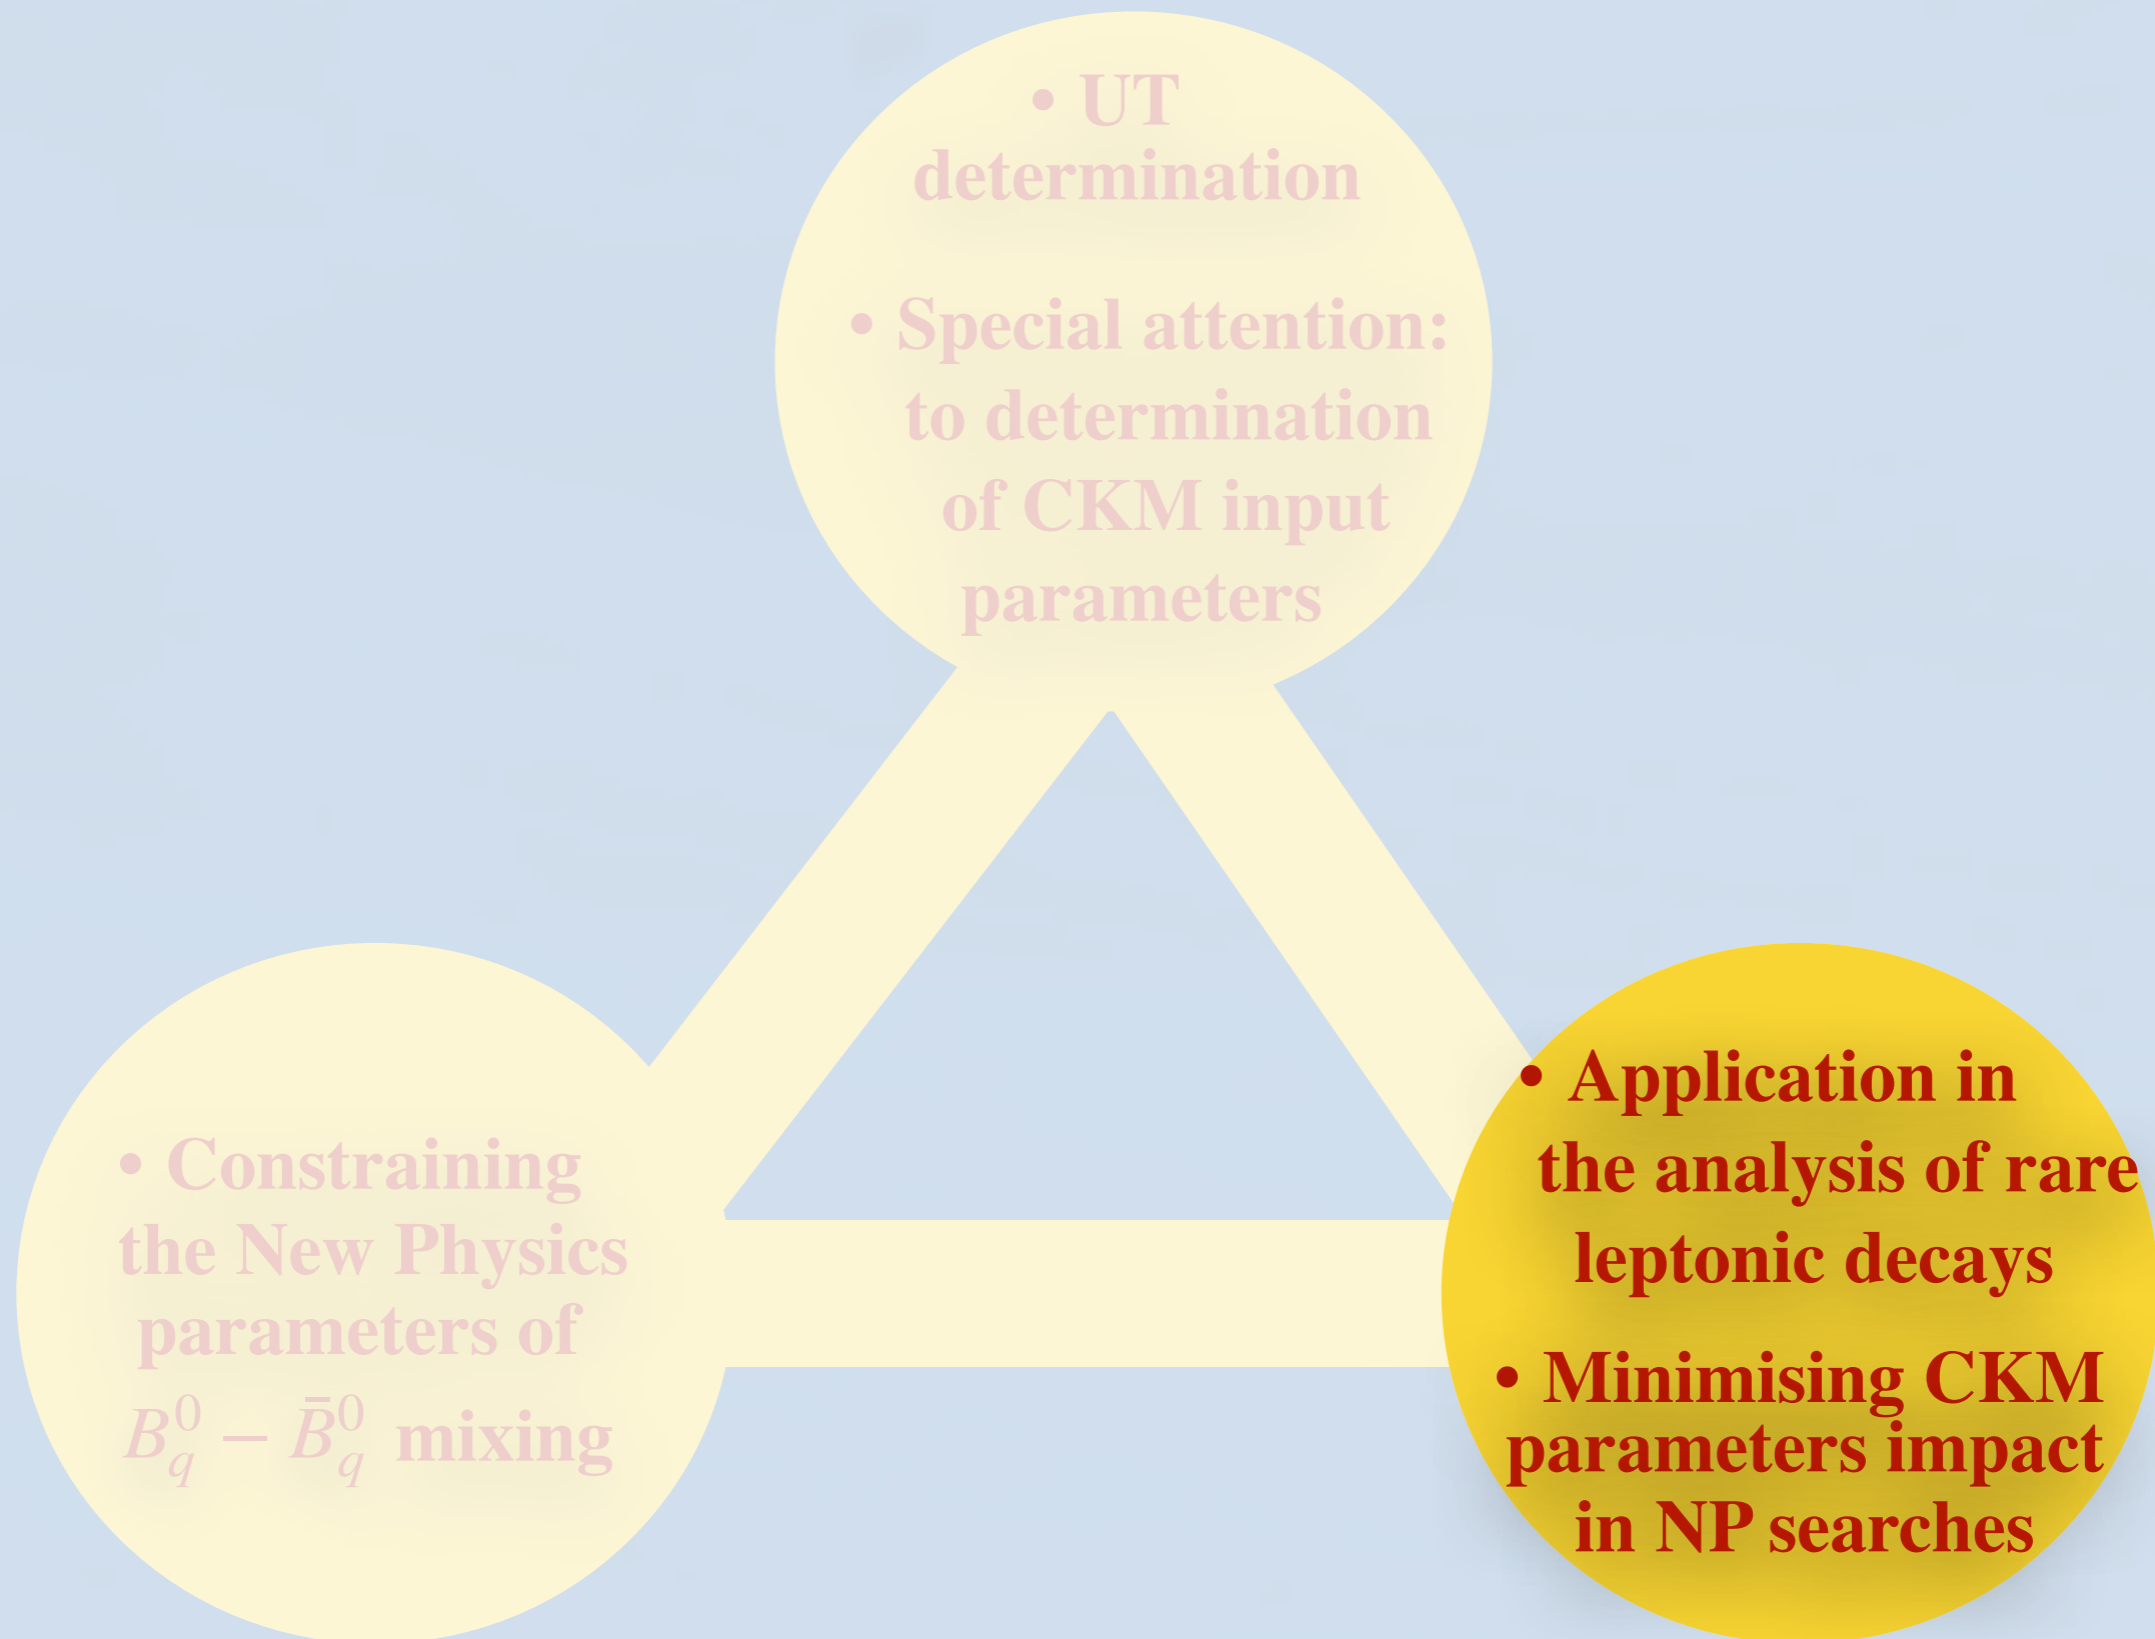 • UT
determination
• Special attention:
to determination
of CKM input
parameters
• Constraining
the New Physics
parameters of
$B_q^0 - \bar{B}_q^0$ mixing
• Application in
the analysis of rare
leptonic decays
• Minimising CKM
parameters impact
in NP searches